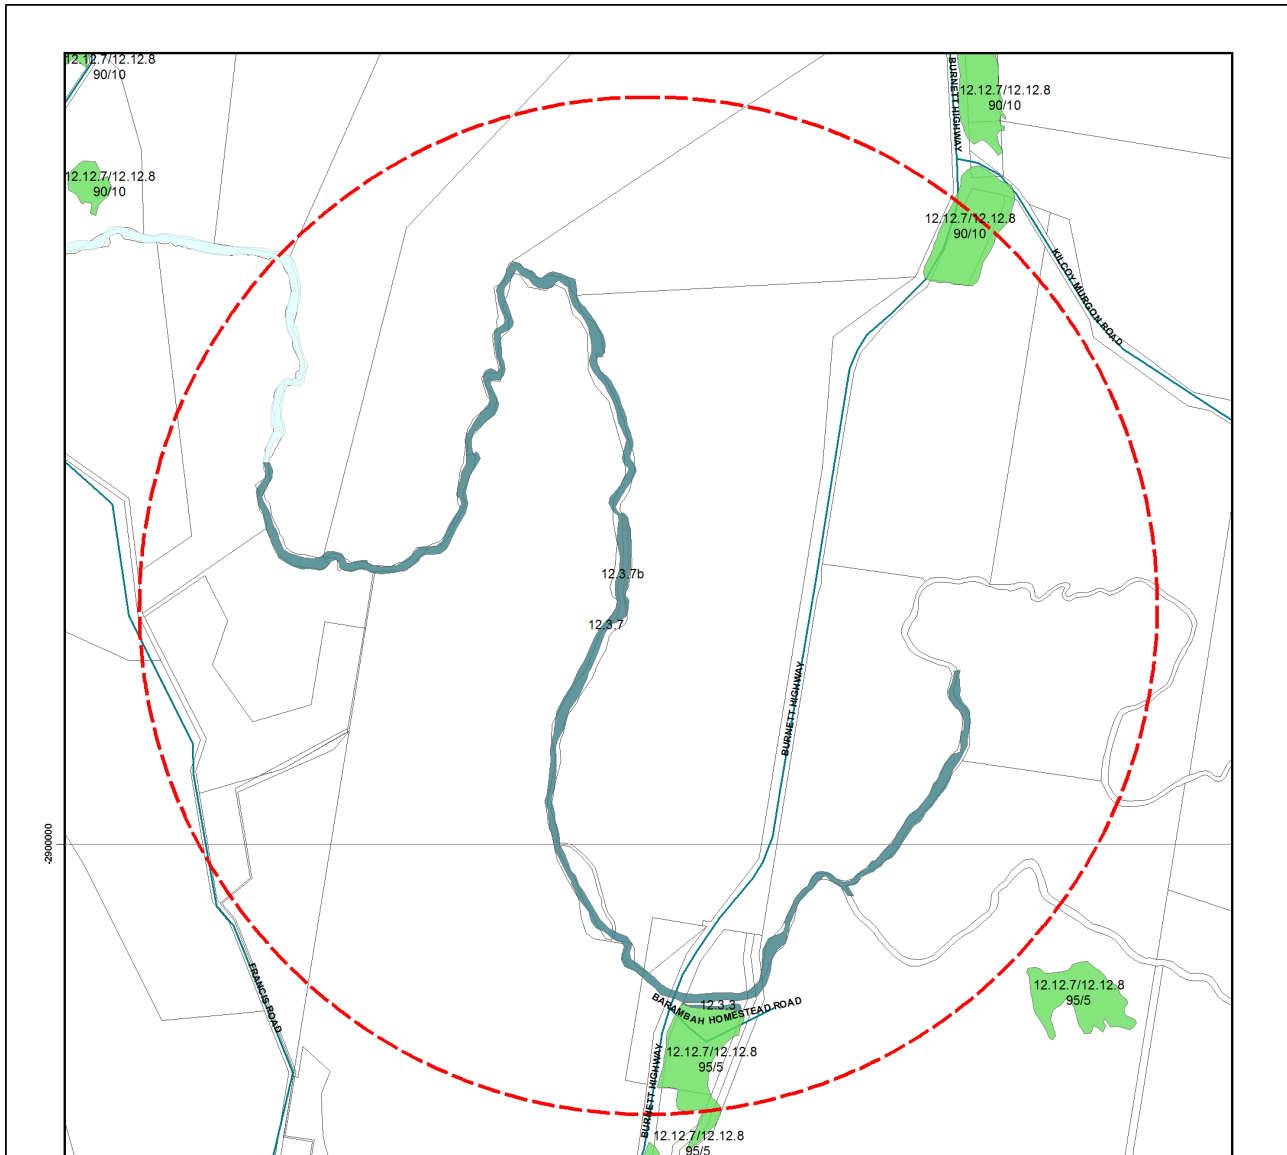 12.12.7/12.12.8
90/10
BURNETT HIGHWAY
12.12.7/12.12.8
90/10
12.12.7/12.12.8
90/10
12.12.7/12.12.8
90/10
KILCOY MURGON ROAD
12.3.7b
12.3.7
BURNETT HIGHWAY
-2900000
FRANCIS ROAD
12.12.7/12.12.8
95/5
12.3.3
BARAMBAH HOMESTEAD ROAD
12.12.7/12.12.8
95/5
BURNETT HIGHWAY
12.12.7/12.12.8
95/5